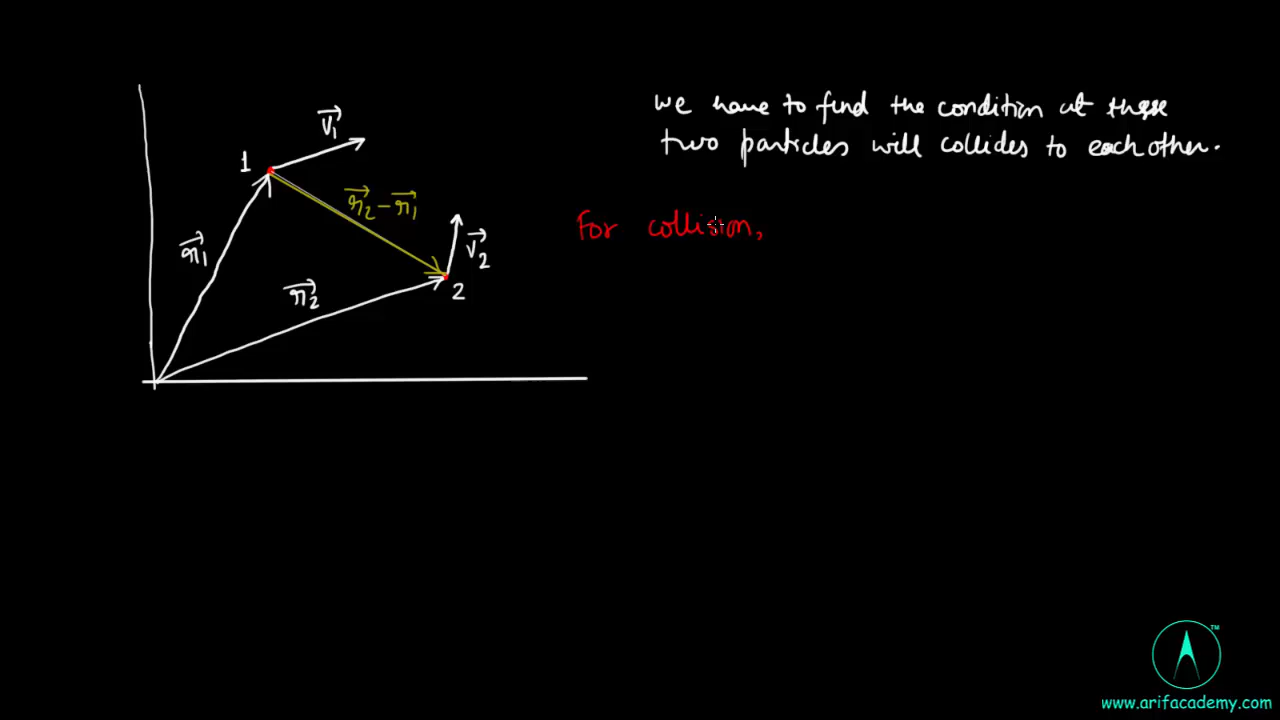 We have to find the condition at these
two particles will collides to each other.
For collision,
1
v₁
r₂ - r₁
r₁
v₂
r₂
2
TM
www.arifacademy.com